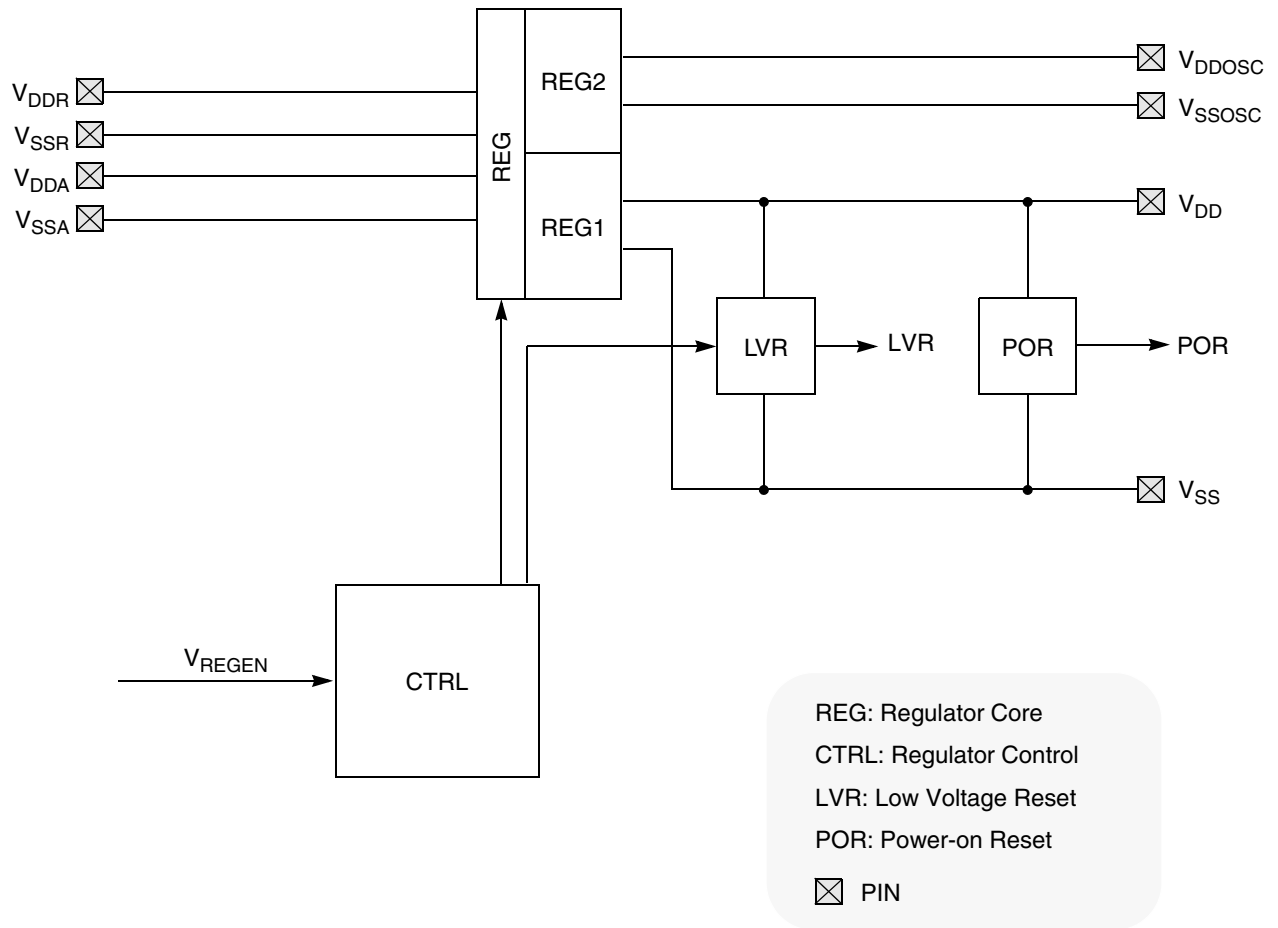 VDDR
VSSR
VDDA
VSSA
REG
REG2
REG1
VDDOSC
VSSOSC
VDD
LVR
LVR
POR
POR
VSS
VREGEN
CTRL
REG: Regulator Core
CTRL: Regulator Control
LVR: Low Voltage Reset
POR: Power-on Reset
PIN